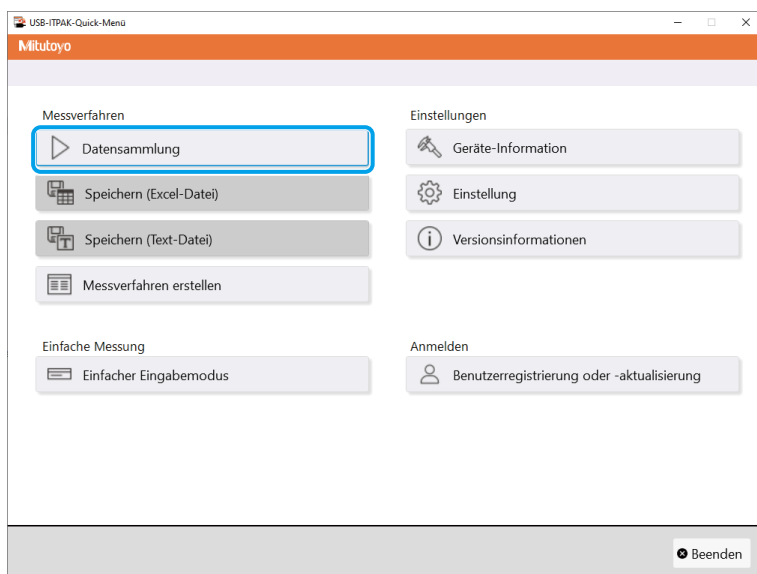 USB-ITPAK-Quick-Menü
Mitutoyo
Messverfahren
Datensammlung
Speichern (Excel-Datei)
Speichern (Text-Datei)
Messverfahren erstellen
Einfache Messung
Einfacher Eingabemodus
Einstellungen
Geräte-Information
Einstellung
Versionsinformationen
Anmelden
Benutzerregistrierung oder -aktualisierung
Beenden